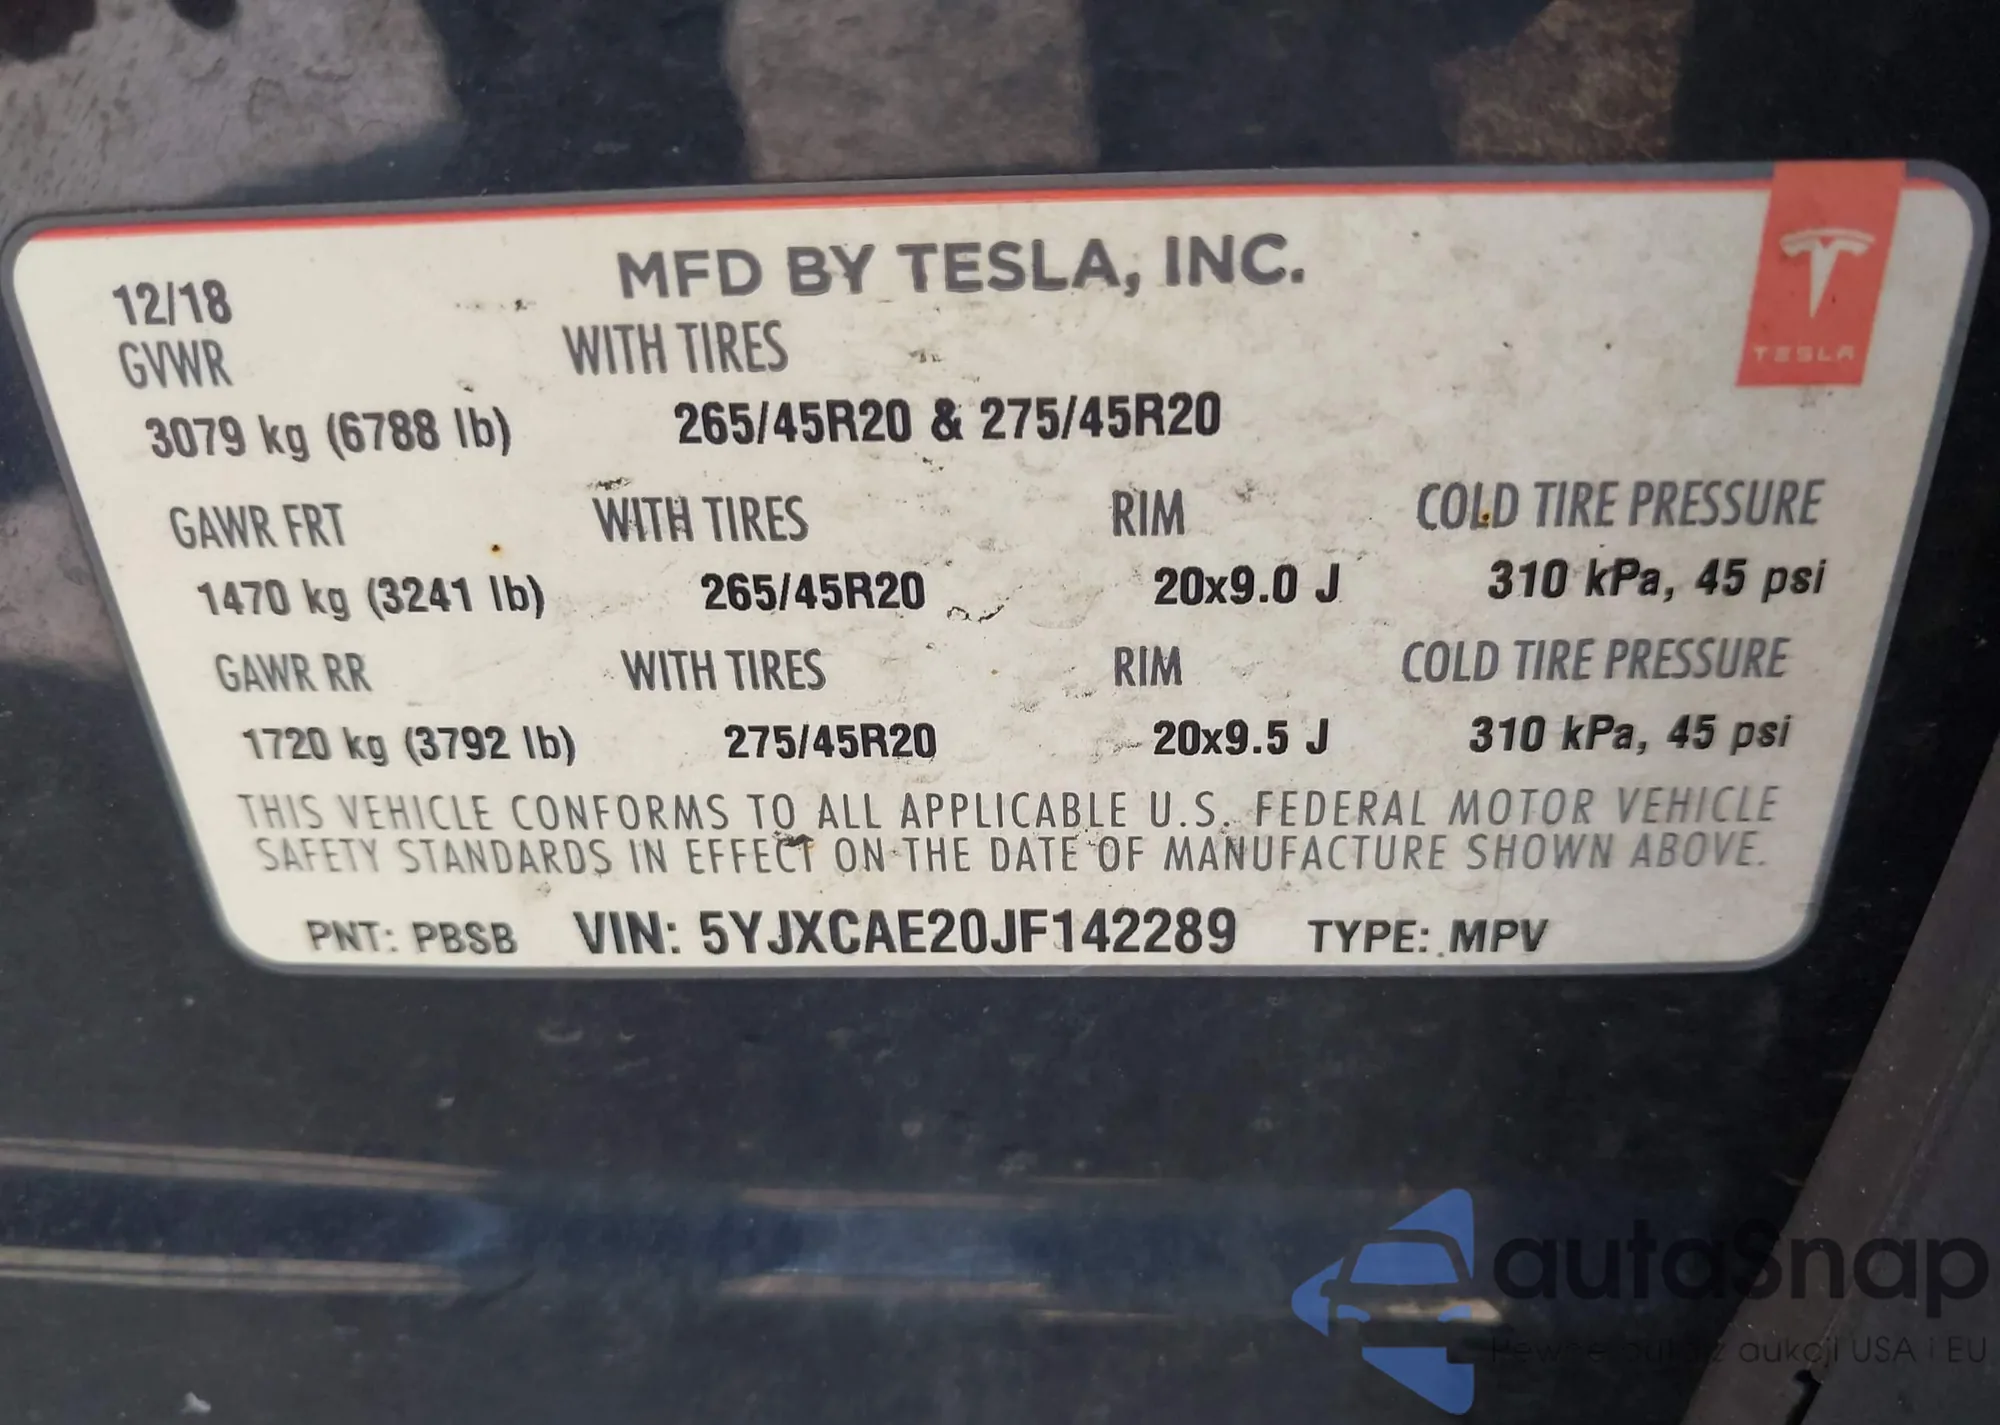 MFD BY TESLA, INC.
TESLA
12/18
GVWR WITH TIRES
3079 kg (6788 lb) 265/45R20 & 275/45R20
GAWR FRT WITH TIRES RIM COLD TIRE PRESSURE
1470 kg (3241 lb) 265/45R20 20x9.0 J 310 kPa, 45 psi
GAWR RR WITH TIRES RIM COLD TIRE PRESSURE
1720 kg (3792 lb) 275/45R20 20x9.5 J 310 kPa, 45 psi
THIS VEHICLE CONFORMS TO ALL APPLICABLE U.S. FEDERAL MOTOR VEHICLE
SAFETY STANDARDS IN EFFECT ON THE DATE OF MANUFACTURE SHOWN ABOVE.
PNT: PBSB VIN: 5YJXCAE20JF142289 TYPE: MPV
autaSnap
aukcji USA i EU